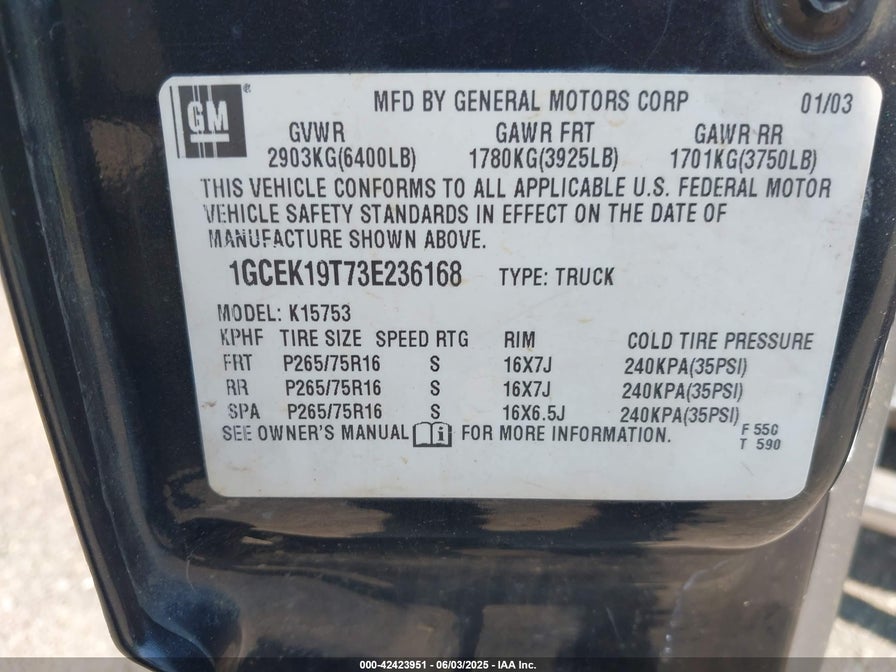 GM ®
MFD BY GENERAL MOTORS CORP 01/03
GVWR GAWR FRT GAWR RR
2903KG(6400LB) 1780KG(3925LB) 1701KG(3750LB)
THIS VEHICLE CONFORMS TO ALL APPLICABLE U.S. FEDERAL MOTOR
VEHICLE SAFETY STANDARDS IN EFFECT ON THE DATE OF
MANUFACTURE SHOWN ABOVE.
1GCEK19T73E236168 TYPE: TRUCK
MODEL: K15753
KPHF TIRE SIZE SPEED RTG RIM COLD TIRE PRESSURE
FRT P265/75R16 S 16X7J 240KPA(35PSI)
RR P265/75R16 S 16X7J 240KPA(35PSI)
SPA P265/75R16 S 16X6.5J 240KPA(35PSI)
SEE OWNER'S MANUAL FOR MORE INFORMATION.
F 55G
T 590
000-42423951 - 06/03/2025 - IAA Inc.